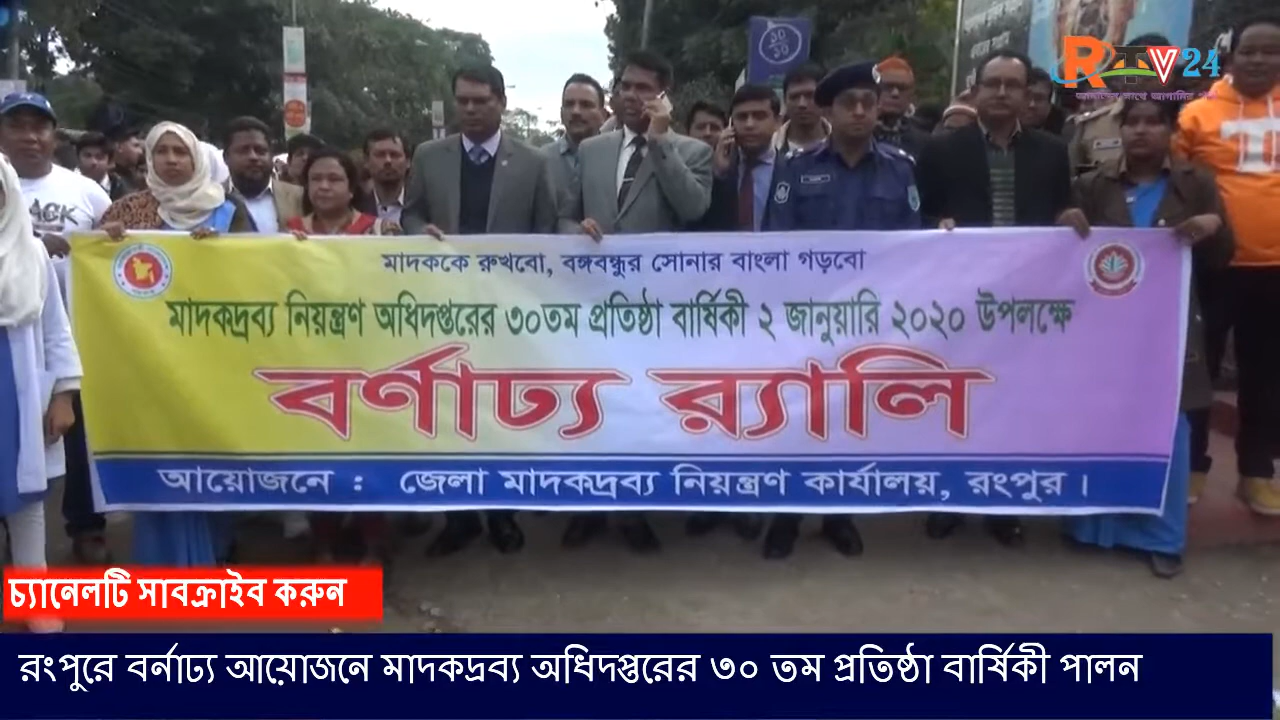 RTV24
মাদককে রুখবো, বঙ্গবন্ধুর সোনার বাংলা গড়বো
মাদকদ্রব্য নিয়ন্ত্রণ অধিদপ্তরের ৩০তম প্রতিষ্ঠা বার্ষিকী ২ জানুয়ারি ২০২০ উপলক্ষে
বর্ণাঢ্য র‍্যালি
আয়োজনে : জেলা মাদকদ্রব্য নিয়ন্ত্রণ কার্যালয়, রংপুর।
চ্যানেলটি সাবক্রাইব করুন
রংপুরে বর্নাঢ্য আয়োজনে মাদকদ্রব্য অধিদপ্তরের ৩০ তম প্রতিষ্ঠা বার্ষিকী পালন